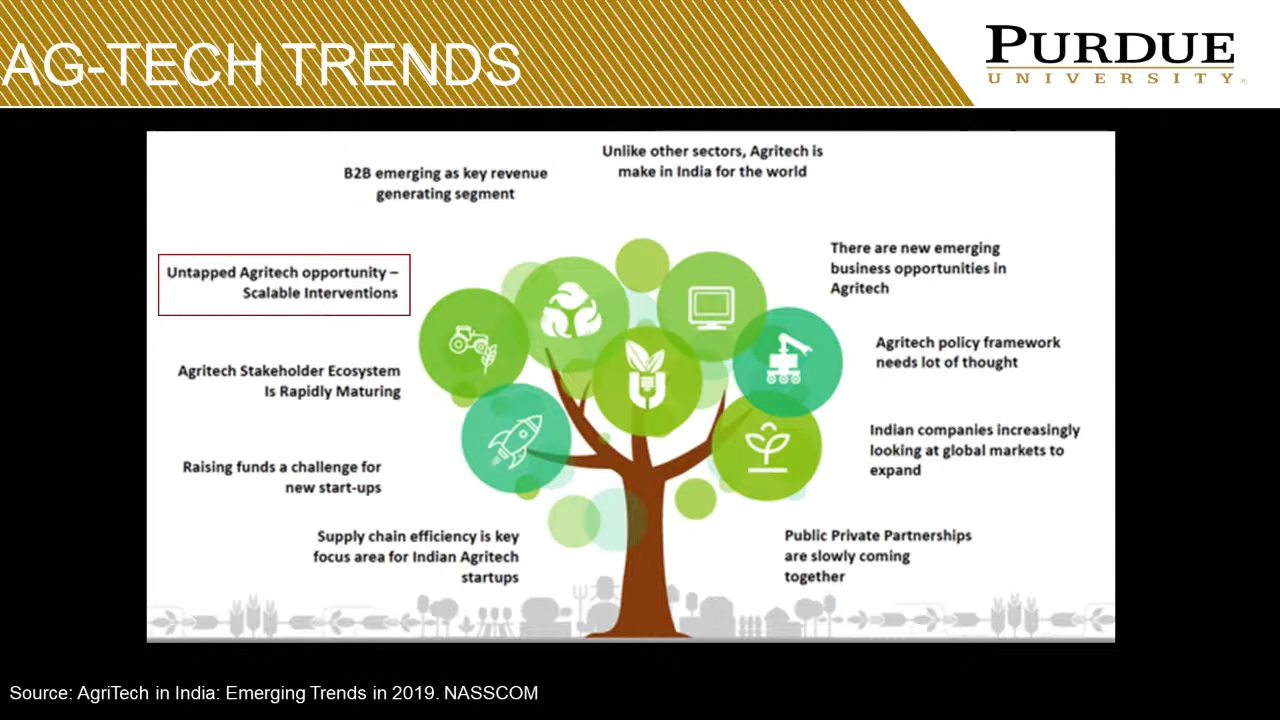 AG-TECH TRENDS
PURDUE
UNIVERSITY
B2B emerging as key revenue
generating segment
Unlike other sectors, Agritech is
make in India for the world
Untapped Agritech opportunity –
Scalable Interventions
There are new emerging
business opportunities in
Agritech
Agritech Stakeholder Ecosystem
Is Rapidly Maturing
Agritech policy framework
needs lot of thought
Raising funds a challenge for
new start-ups
Indian companies increasingly
looking at global markets to
expand
Supply chain efficiency is key
focus area for Indian Agritech
startups
Public Private Partnerships
are slowly coming
together
Source: AgriTech in India: Emerging Trends in 2019. NASSCOM